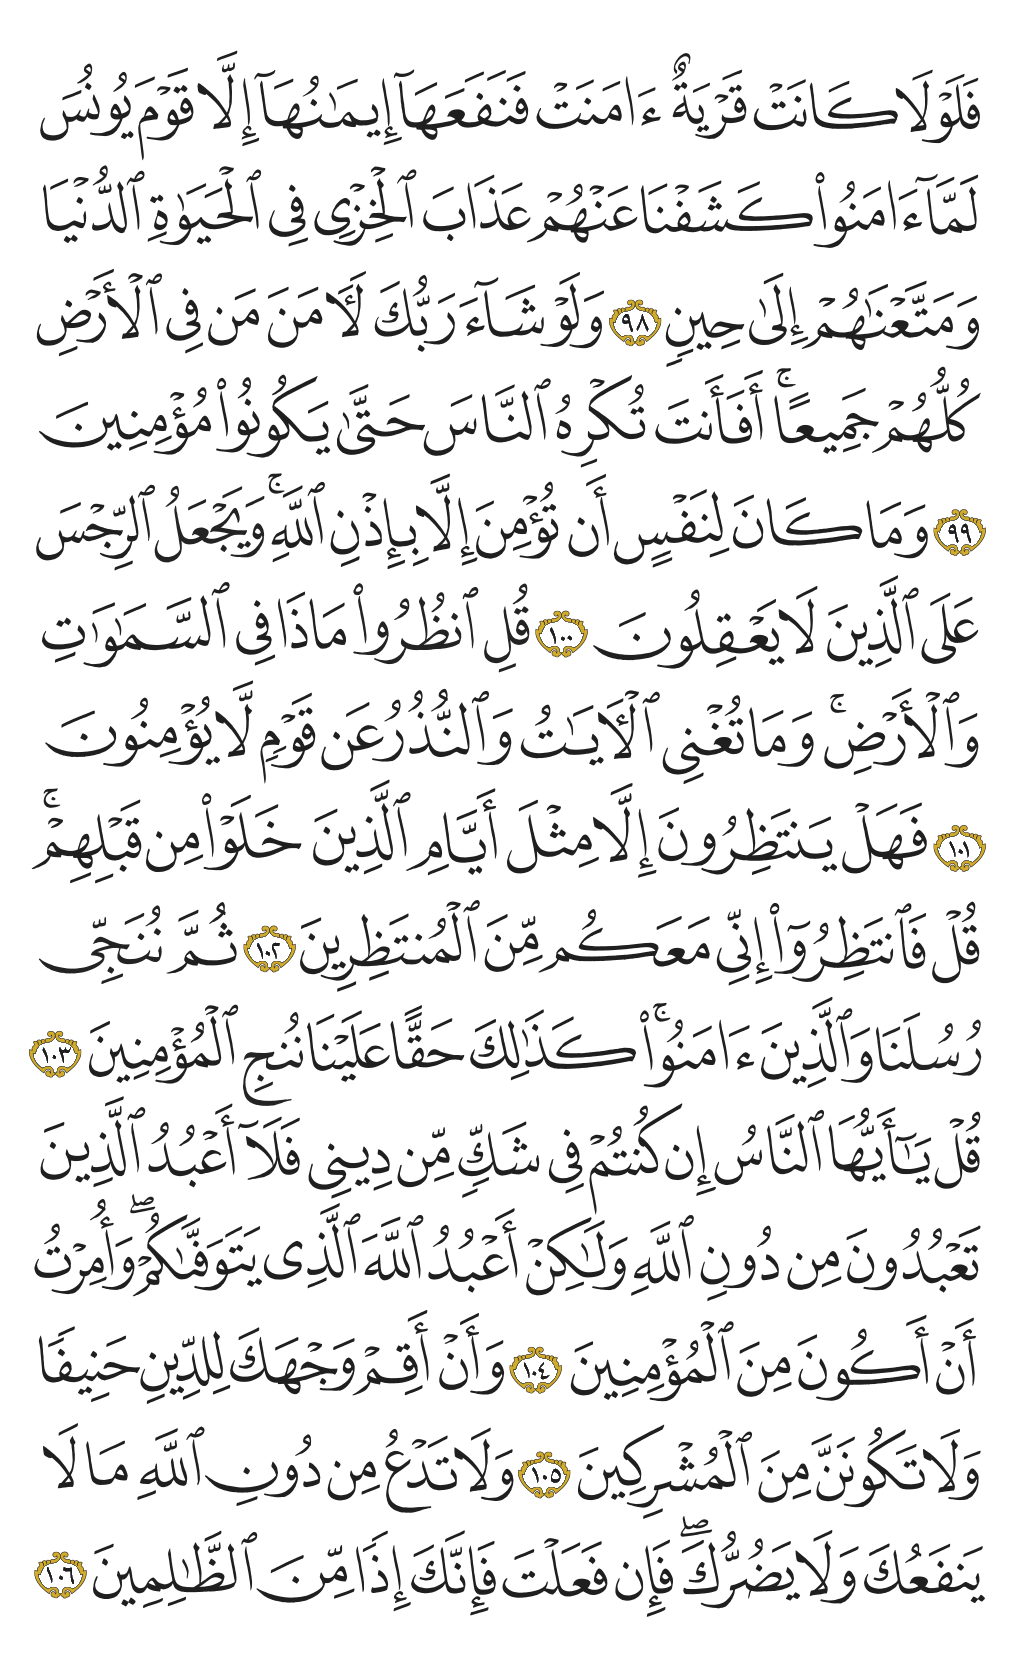 فَلَوۡلَا كَانَتۡ قَرۡيَةٌ ءَامَنَتۡ فَنَفَعَهَآ إِيمَٰنُهَآ إِلَّا قَوۡمَ يُونُسَ
لَمَّآ ءَامَنُواْ كَشَفۡنَا عَنۡهُمۡ عَذَابَ ٱلۡخِزۡيِ فِي ٱلۡحَيَوٰةِ ٱلدُّنۡيَا
وَمَتَّعۡنَٰهُمۡ إِلَىٰ حِينٖ ٩٨ وَلَوۡ شَآءَ رَبُّكَ لَأٓمَنَ مَن فِي ٱلۡأَرۡضِ
كُلُّهُمۡ جَمِيعًاۚ أَفَأَنتَ تُكۡرِهُ ٱلنَّاسَ حَتَّىٰ يَكُونُواْ مُؤۡمِنِينَ
٩٩ وَمَا كَانَ لِنَفۡسٍ أَن تُؤۡمِنَ إِلَّا بِإِذۡنِ ٱللَّهِۚ وَيَجۡعَلُ ٱلرِّجۡسَ
عَلَى ٱلَّذِينَ لَا يَعۡقِلُونَ ١٠٠ قُلِ ٱنظُرُواْ مَاذَا فِي ٱلسَّمَٰوَٰتِ
وَٱلۡأَرۡضِۚ وَمَا تُغۡنِي ٱلۡأٓيَٰتُ وَٱلنُّذُرُ عَن قَوۡمٖ لَّا يُؤۡمِنُونَ
١٠١ فَهَلۡ يَنتَظِرُونَ إِلَّا مِثۡلَ أَيَّامِ ٱلَّذِينَ خَلَوۡاْ مِن قَبۡلِهِمۡۚ
قُلۡ فَٱنتَظِرُوٓاْ إِنِّي مَعَكُم مِّنَ ٱلۡمُنتَظِرِينَ ١٠٢ ثُمَّ نُنَجِّي
رُسُلَنَا وَٱلَّذِينَ ءَامَنُواْۚ كَذَٰلِكَ حَقًّا عَلَيۡنَا نُنجِ ٱلۡمُؤۡمِنِينَ ١٠٣
قُلۡ يَٰٓأَيُّهَا ٱلنَّاسُ إِن كُنتُمۡ فِي شَكّٖ مِّن دِينِي فَلَآ أَعۡبُدُ ٱلَّذِينَ
تَعۡبُدُونَ مِن دُونِ ٱللَّهِ وَلَٰكِنۡ أَعۡبُدُ ٱللَّهَ ٱلَّذِي يَتَوَفَّىٰكُمۡۖ وَأُمِرۡتُ
أَنۡ أَكُونَ مِنَ ٱلۡمُؤۡمِنِينَ ١٠٤ وَأَنۡ أَقِمۡ وَجۡهَكَ لِلدِّينِ حَنِيفٗا
وَلَا تَكُونَنَّ مِنَ ٱلۡمُشۡرِكِينَ ١٠٥ وَلَا تَدۡعُ مِن دُونِ ٱللَّهِ مَا لَا
يَنفَعُكَ وَلَا يَضُرُّكَۖ فَإِن فَعَلۡتَ فَإِنَّكَ إِذٗا مِّنَ ٱلظَّٰلِمِينَ ١٠٦